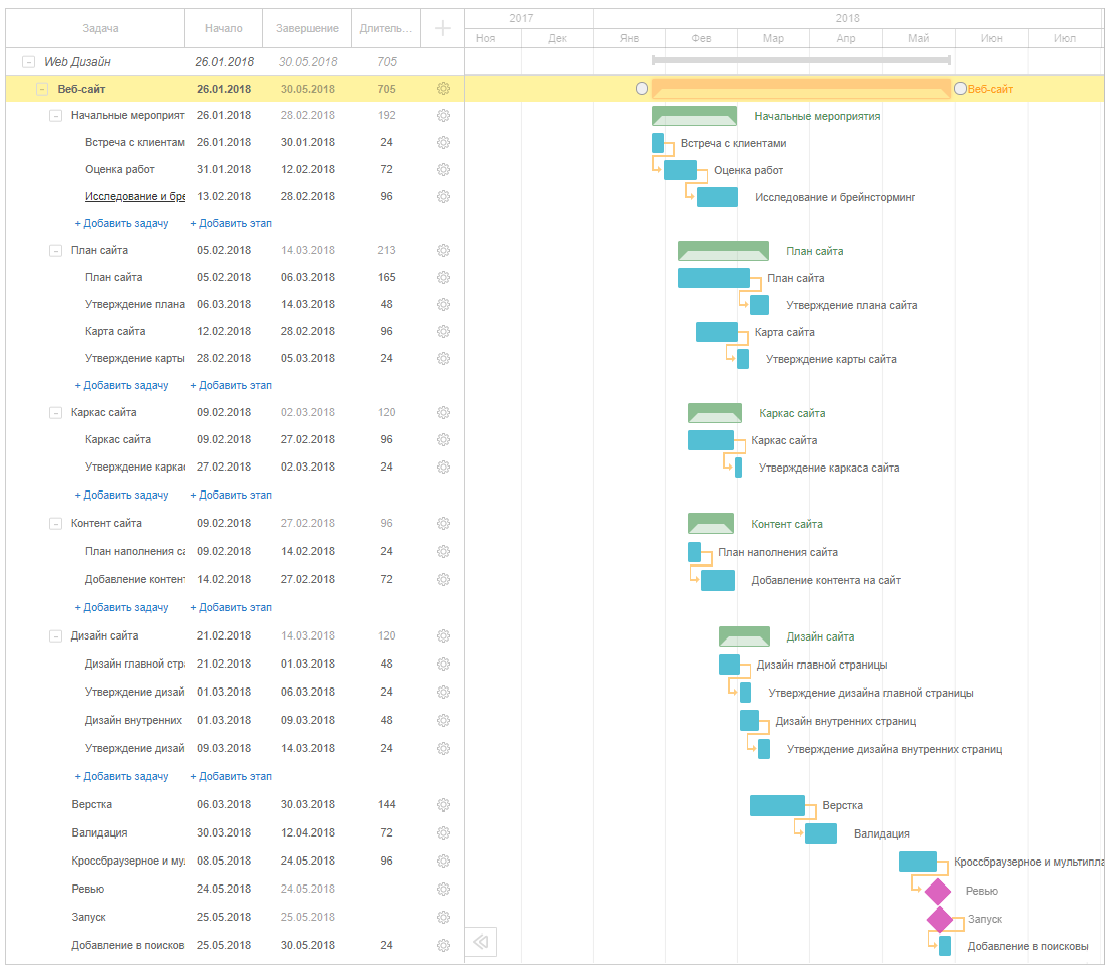 Задача Начало Завершение Длитель... 2017 2018
Ноя Дек Янв Фев Мар Апр Май Июн Июл
Web Дизайн 26.01.2018 30.05.2018 705
Веб-сайт 26.01.2018 30.05.2018 705 Веб-сайт
Начальные мероприят 26.01.2018 28.02.2018 192 Начальные мероприятия
Встреча с клиентам 26.01.2018 30.01.2018 24 Встреча с клиентами
Оценка работ 31.01.2018 12.02.2018 72 Оценка работ
Исследование и бре 13.02.2018 28.02.2018 96 Исследование и брейнсторминг
+ Добавить задачу + Добавить этап
План сайта 05.02.2018 14.03.2018 213 План сайта
План сайта 05.02.2018 06.03.2018 165 План сайта
Утверждение плана 06.03.2018 14.03.2018 48 Утверждение плана сайта
Карта сайта 12.02.2018 28.02.2018 96 Карта сайта
Утверждение карты 28.02.2018 05.03.2018 24 Утверждение карты сайта
+ Добавить задачу + Добавить этап
Каркас сайта 09.02.2018 02.03.2018 120 Каркас сайта
Каркас сайта 09.02.2018 27.02.2018 96 Каркас сайта
Утверждение каркас 27.02.2018 02.03.2018 24 Утверждение каркаса сайта
+ Добавить задачу + Добавить этап
Контент сайта 09.02.2018 27.02.2018 96 Контент сайта
План наполнения са 09.02.2018 14.02.2018 24 План наполнения сайта
Добавление контент 14.02.2018 27.02.2018 72 Добавление контента на сайт
+ Добавить задачу + Добавить этап
Дизайн сайта 21.02.2018 14.03.2018 120 Дизайн сайта
Дизайн главной стра 21.02.2018 01.03.2018 48 Дизайн главной страницы
Утверждение дизай 01.03.2018 06.03.2018 24 Утверждение дизайна главной страницы
Дизайн внутренних 01.03.2018 09.03.2018 48 Дизайн внутренних страниц
Утверждение дизай 09.03.2018 14.03.2018 24 Утверждение дизайна внутренних страниц
+ Добавить задачу + Добавить этап
Верстка 06.03.2018 30.03.2018 144 Верстка
Валидация 30.03.2018 12.04.2018 72 Валидация
Кроссбраузерное и мул 08.05.2018 24.05.2018 96 Кроссбраузерное и мультипла
Ревью 24.05.2018 24.05.2018 Ревью
Запуск 25.05.2018 25.05.2018 Запуск
Добавление в поисков 25.05.2018 30.05.2018 24 Добавление в поисковы